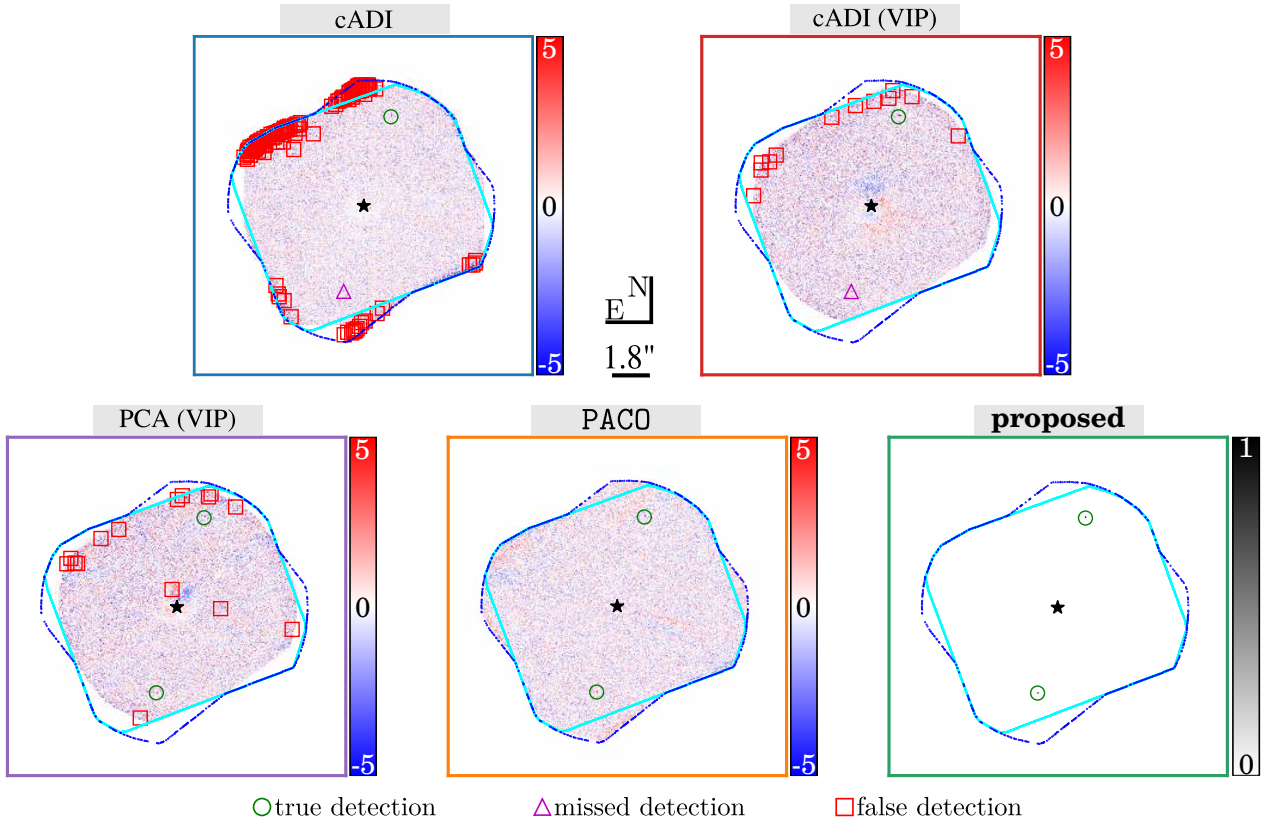 cADI
cADI (VIP)
5
0
-5
5
0
-5
N
E
1.8"
PCA (VIP)
PACO
proposed
5
0
-5
5
0
-5
1
0
true detection
missed detection
false detection